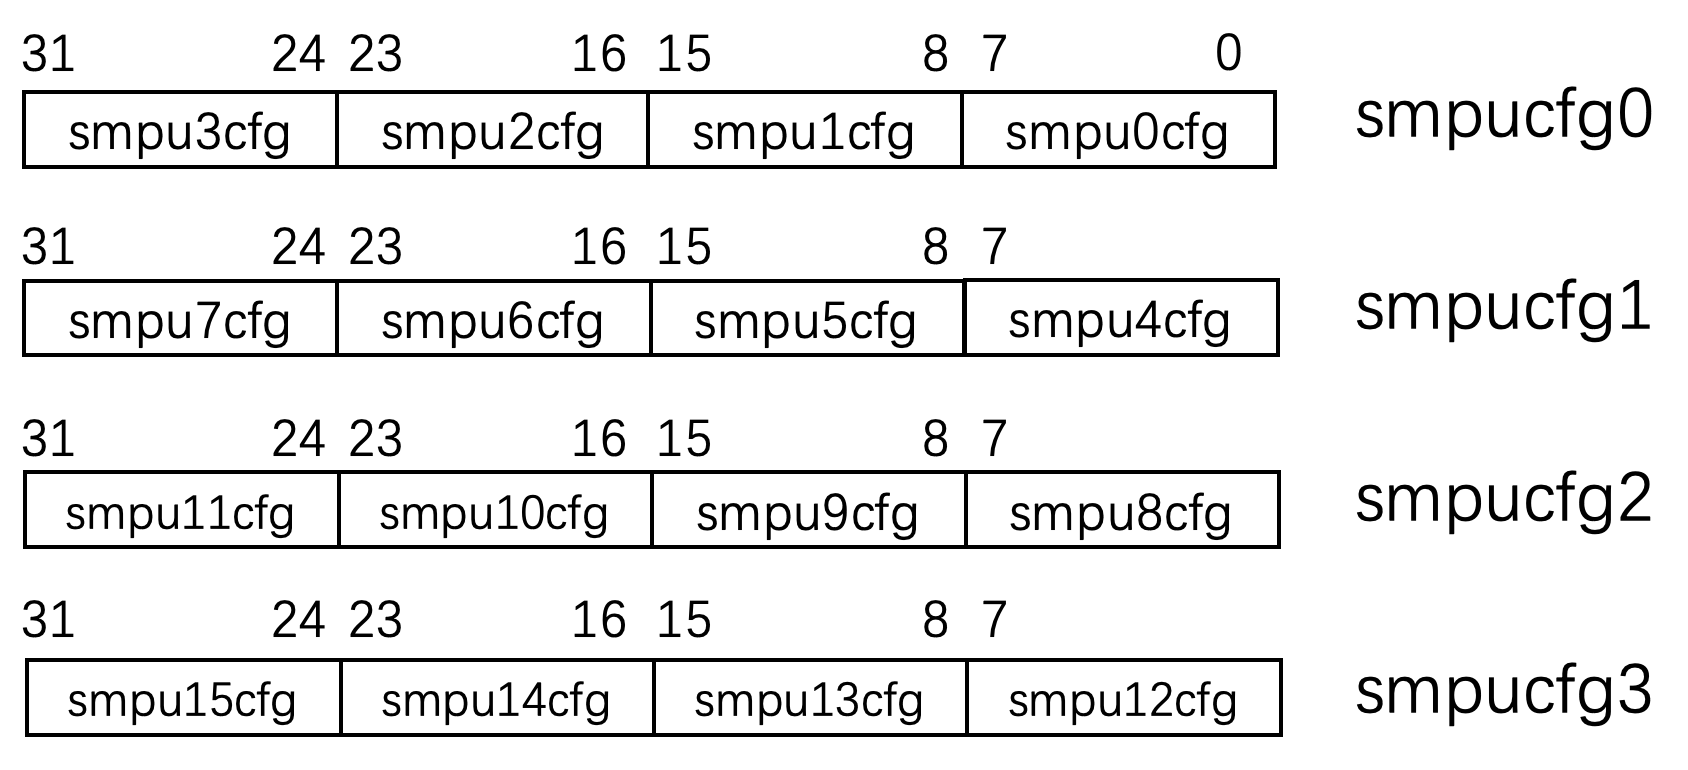 31 24 23 16 15 8 7 0
smpu3cfg smpu2cfg smpu1cfg smpu0cfg smpucfg0
31 24 23 16 15 8 7
smpu7cfg smpu6cfg smpu5cfg smpu4cfg smpucfg1
31 24 23 16 15 8 7
smpu11cfg smpu10cfg smpu9cfg smpu8cfg smpucfg2
31 24 23 16 15 8 7
smpu15cfg smpu14cfg smpu13cfg smpu12cfg smpucfg3